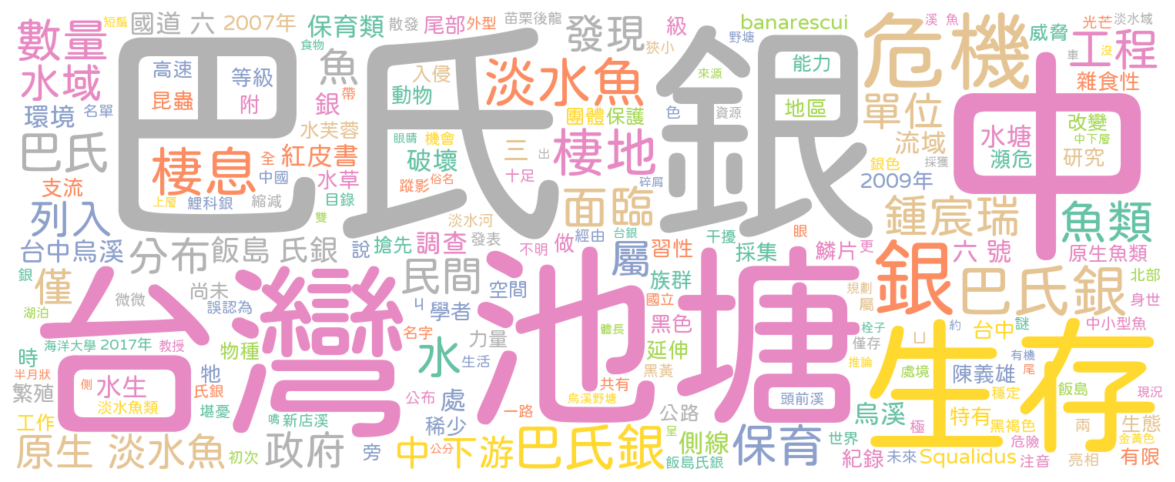 短鬚 國道 六 2007年 保育類 散發 尾部 外型 苗栗後龍 發現 野塘 banarescui 危機 溪 魚 光芒 淡水域
數量 食物 級 狹小 威脅 工程 車 沒
水域 高速 等級 魚 入侵 淡水魚 來源 能力 單位 雜食性
名單 昆蟲 附 銀 帶 動物 團體 保護 色 資源 地區 流域 中 改變
環境 巴氏銀 水芙蓉 眼睛 機會 水塘 中下層
巴氏 棲息 全 紅皮書 破壞 三 出 棲地 銀色 採獲 瀕危 研究
支流 中國 水草 蹤影 俗名 十足 碎屑 2009年
列入 上層 鯉科銀 縮減 目錄 雙 淡水河 面臨 鍾宸瑞 魚類
台中烏溪 分布 飯島 氏銀 說 搶先 調查 發表 不明 做 經由 台銀 干擾 習性 眼 採集 鱗片 更 六 號 原生魚類
銀 僅 尚未 民間 屬 族群 規劃 銀 巴氏銀 北部
湖泊 微微 誤認為 台灣 4 學者 空間 池塘 國立 屬 身世
海洋大學 2017年 教授 名字 力量 體長 黑色 栓子 凵 台中 謎 中小型魚
時 物種 水 生活 延伸 僅存 約 生存
半月狀 側 水生 牠 氏銀 公布 處 共有 黑黃 推論 處境 有機 尾 陳義雄 飯島 現況
繁殖 淡水魚類 堪憂 嘴 新店溪 稀少 一路 烏溪野塘 公路 頭前溪 烏溪 穩定 特有 黑褐色 兩 生態
工作 初次 旁 公分 呈 側線 世界 極 危險 金黃色
原生 淡水魚 政府 中下游 巴氏銀 飯島氏銀 保育 紀錄 未來 Squalidus 注音 亮相 有限